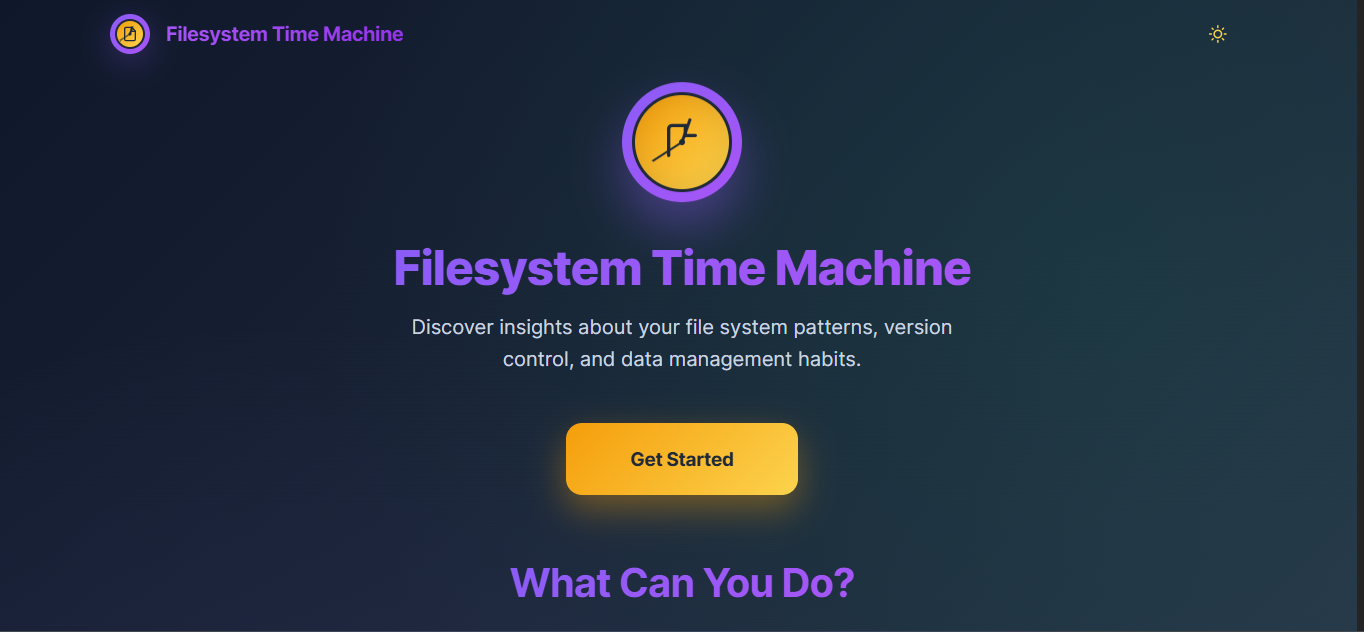 Filesystem Time Machine
Filesystem Time Machine
Discover insights about your file system patterns, version
control, and data management habits.
Get Started
What Can You Do?